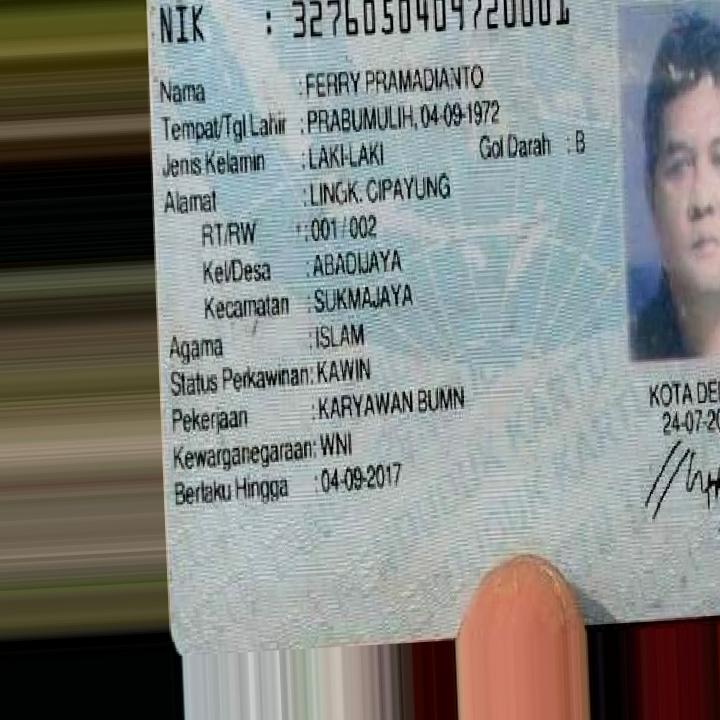 NIK : 3276050409720001
Nama : FERRY PRAMADIANTO
Tempat/Tgl Lahir : PRABUMULIH, 04-09-1972
Jenis Kelamin : LAKI-LAKI Gol Darah : B
Alamat : LINGK. CIPAYUNG
RT/RW : 001 / 002
Kel/Desa : ABADIJAYA
Kecamatan : SUKMAJAYA
Agama : ISLAM
Status Perkawinan: KAWIN
Pekerjaan : KARYAWAN BUMN
Kewarganegaraan: WNI
Berlaku Hingga : 04-09-2017
KOTA DE
24-07-20